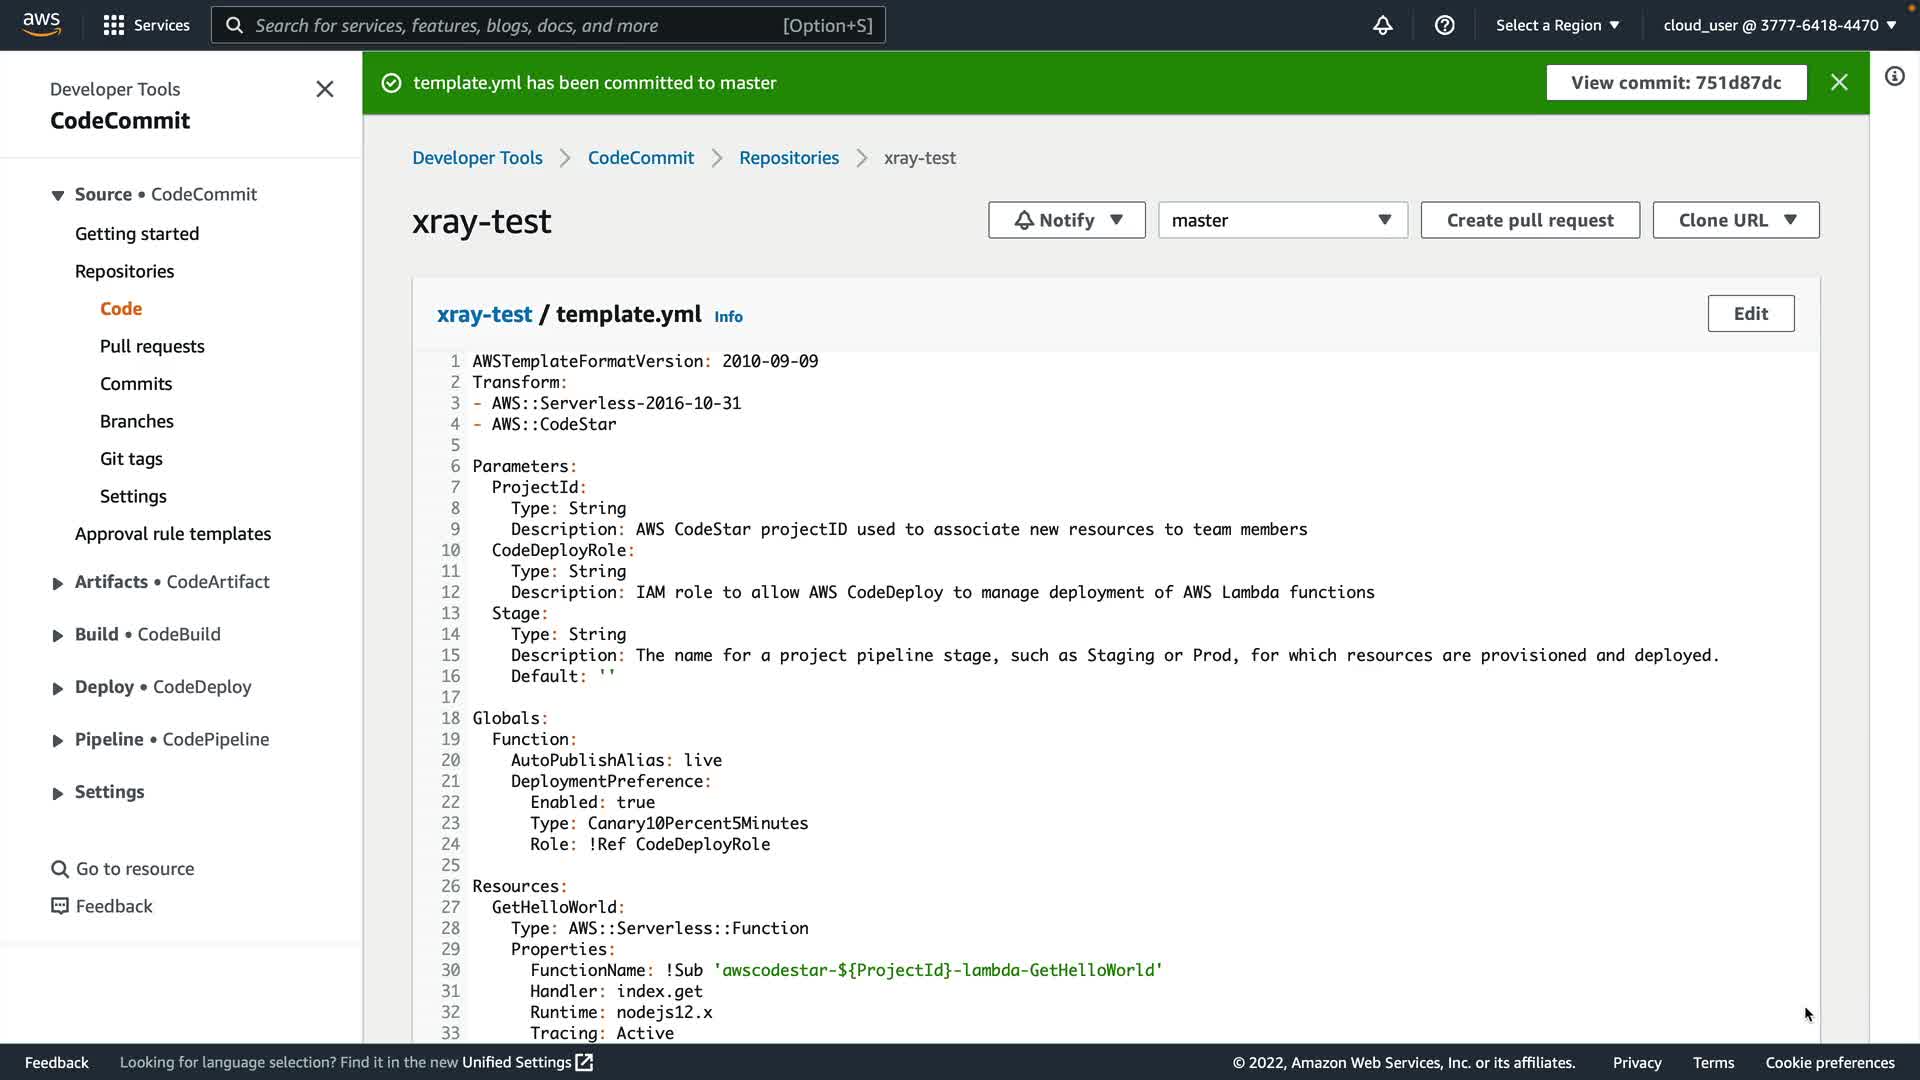 aws
Services
Search for services, features, blogs, docs, and more
[Option+S]
Select a Region
cloud_user @ 3777-6418-4470
Developer Tools
CodeCommit
template.yml has been committed to master
View commit: 751d87dc
Source • CodeCommit
Getting started
Repositories
Code
Pull requests
Commits
Branches
Git tags
Settings
Approval rule templates
Artifacts • CodeArtifact
Build • CodeBuild
Deploy • CodeDeploy
Pipeline • CodePipeline
Settings
Go to resource
Feedback
Developer Tools > CodeCommit > Repositories > xray-test
xray-test
Notify
master
Create pull request
Clone URL
xray-test / template.yml Info
Edit
1 AWSTemplateFormatVersion: 2010-09-09
2 Transform:
3 - AWS::Serverless-2016-10-31
4 - AWS::CodeStar
5
6 Parameters:
7   ProjectId:
8     Type: String
9     Description: AWS CodeStar projectID used to associate new resources to team members
10   CodeDeployRole:
11     Type: String
12     Description: IAM role to allow AWS CodeDeploy to manage deployment of AWS Lambda functions
13   Stage:
14     Type: String
15     Description: The name for a project pipeline stage, such as Staging or Prod, for which resources are provisioned and deployed.
16     Default: ''
17
18 Globals:
19   Function:
20     AutoPublishAlias: live
21     DeploymentPreference:
22       Enabled: true
23       Type: Canary10Percent5Minutes
24       Role: !Ref CodeDeployRole
25
26 Resources:
27   GetHelloWorld:
28     Type: AWS::Serverless::Function
29     Properties:
30       FunctionName: !Sub 'awscodestar-${ProjectId}-lambda-GetHelloWorld'
31       Handler: index.get
32       Runtime: nodejs12.x
33       Tracing: Active
Feedback
Looking for language selection? Find it in the new Unified Settings
© 2022, Amazon Web Services, Inc. or its affiliates.
Privacy
Terms
Cookie preferences